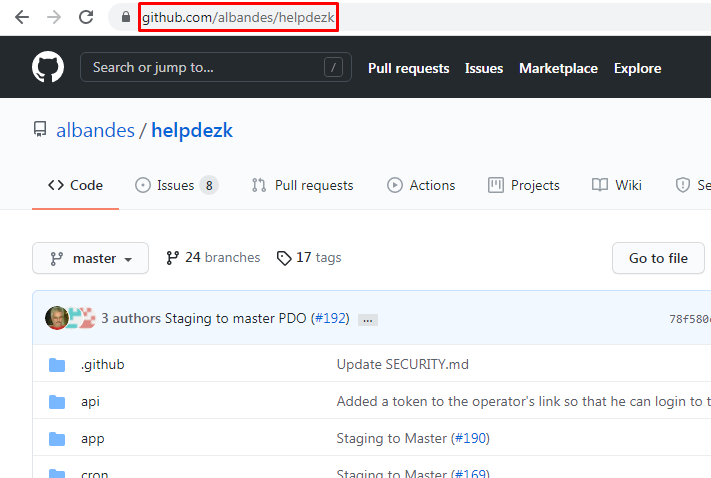 github.com/albandes/helpdezk
Search or jump to... /
Pull requests Issues Marketplace Explore
albandes / helpdezk
Code Issues 8 Pull requests Actions Projects Wiki Se
master 24 branches 17 tags Go to file
3 authors Staging to master PDO (#192) ... 78f580
.github Update SECURITY.md
api Added a token to the operator's link so that he can login to t
app Staging to Master (#190)
cron Staging to Master (#169)